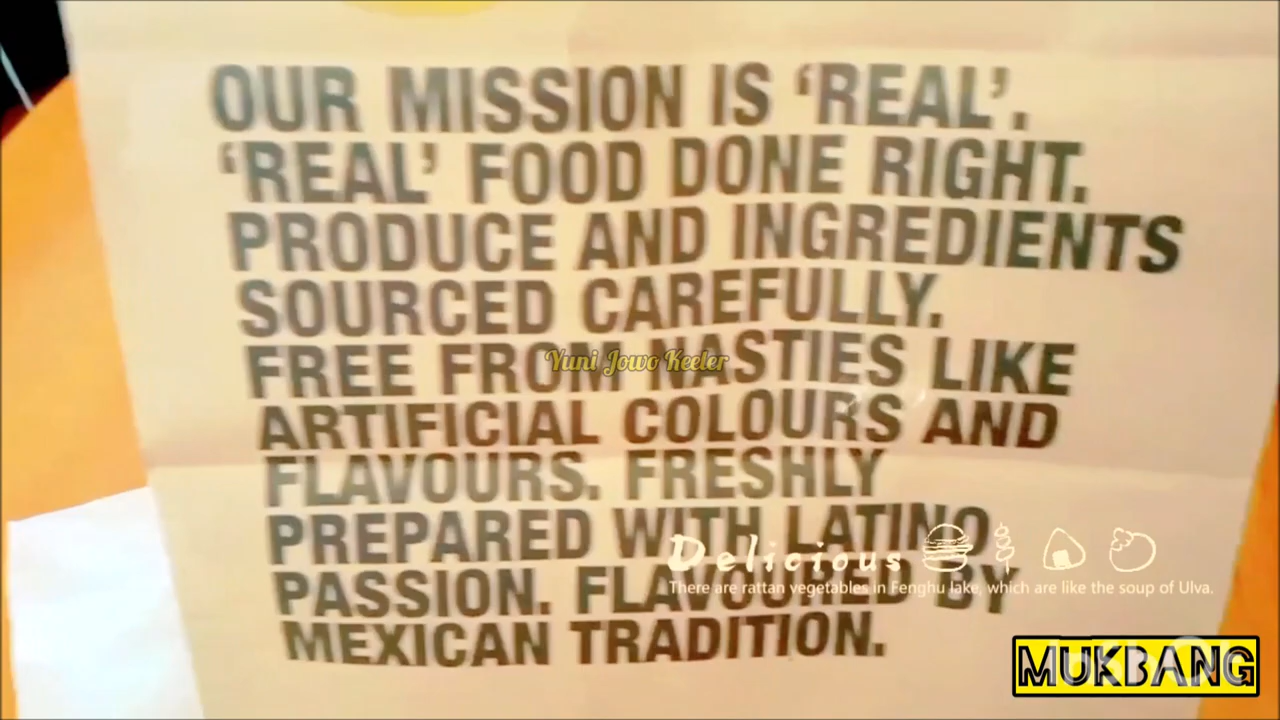 OUR MISSION IS ‘REAL’.
‘REAL’ FOOD DONE RIGHT.
PRODUCE AND INGREDIENTS
SOURCED CAREFULLY.
FREE FROM NASTIES LIKE
Yuni Jowo Keeler
ARTIFICIAL COLOURS AND
FLAVOURS. FRESHLY
PREPARED WITH LATINO
Delicious
PASSION. FLAVOURED BY
There are rattan vegetables in Fenghu lake, which are like the soup of Ulva.
MEXICAN TRADITION.
MUKBANG